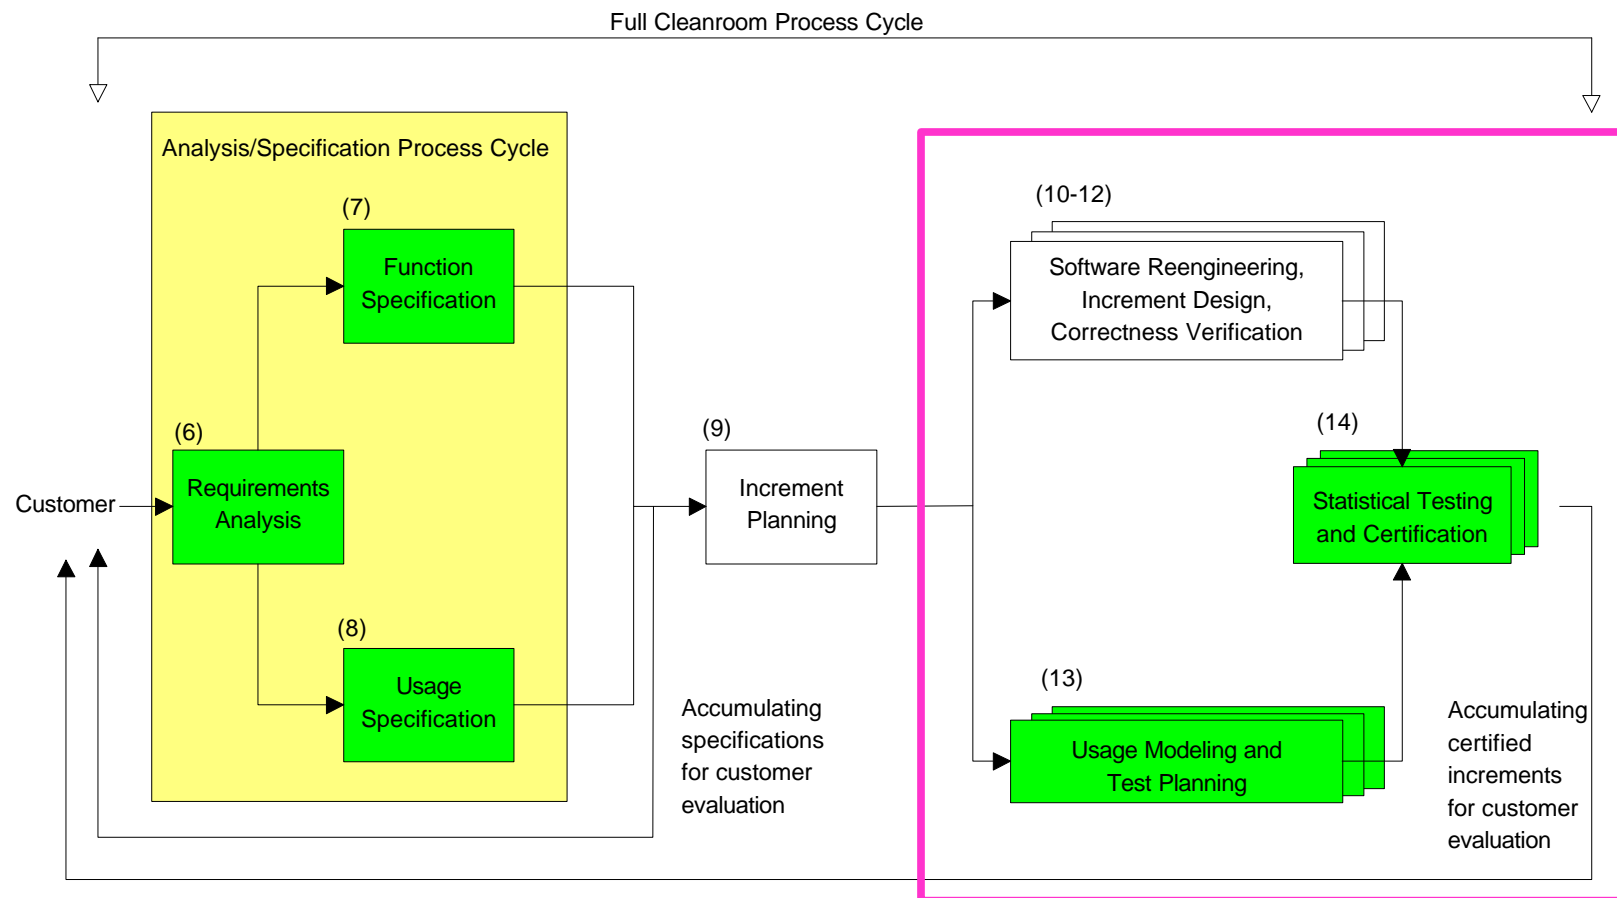 Full Cleanroom Process Cycle
Analysis/Specification Process Cycle
(7)
Function
Specification
(6)
Requirements
Analysis
Customer
(8)
Usage
Specification
(9)
Increment
Planning
Accumulating
specifications
for customer
evaluation
(10-12)
Software Reengineering,
Increment Design,
Correctness Verification
(14)
Statistical Testing
and Certification
(13)
Usage Modeling and
Test Planning
Accumulating
certified
increments
for customer
evaluation